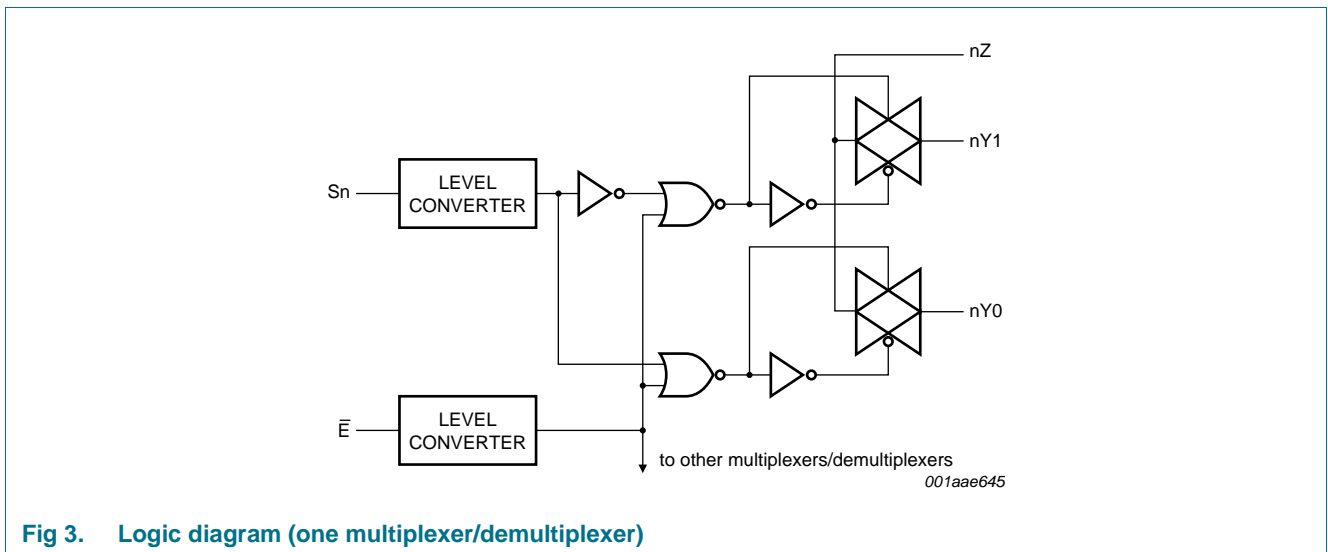 nZ
nY1
LEVEL
CONVERTER
Sn
nY0
LEVEL
CONVERTER
E̅
to other multiplexers/demultiplexers
001aae645
Fig 3. Logic diagram (one multiplexer/demultiplexer)